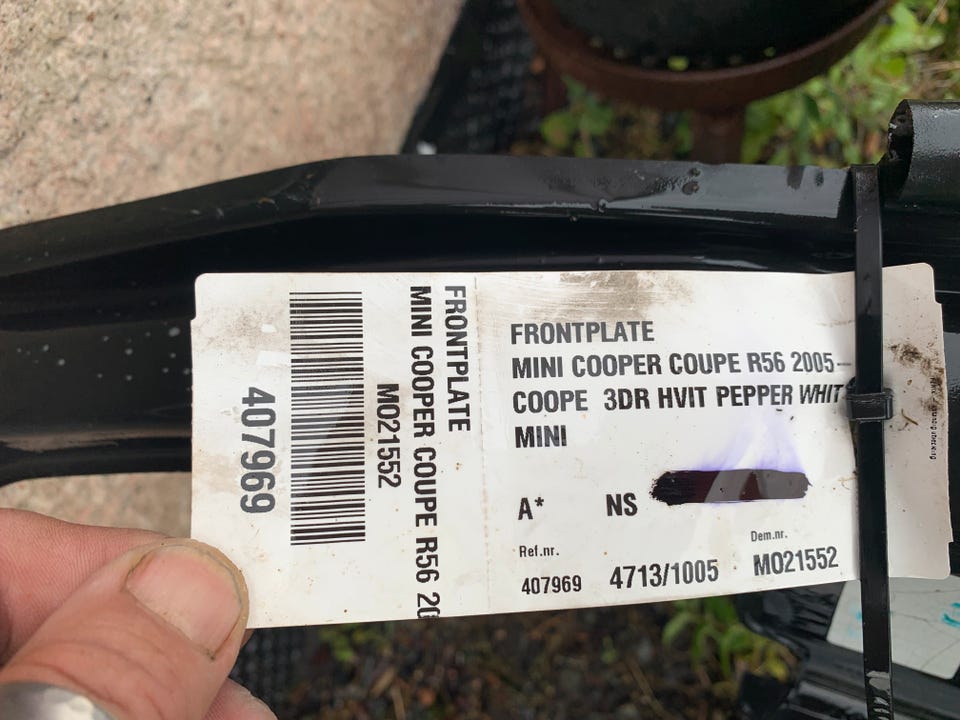 407969
MO21552
MINI COOPER COUPE R56 20
FRONTPLATE
FRONTPLATE
MINI COOPER COUPE R56 2005-
COOPE 3DR HVIT PEPPER WHIT
MINI
A* NS
Ref.nr. Dem.nr.
407969 4713/1005 MO21552